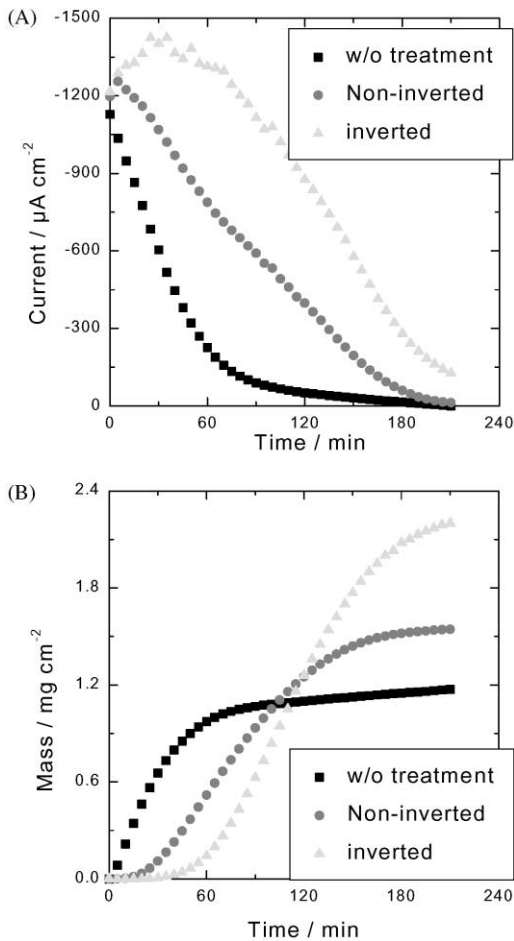 (A)
-1500
-1200
-900
-600
-300
0
Current / µA cm-2
w/o treatment
Non-inverted
inverted
0 60 120 180 240
Time / min
(B)
2.4
1.8
1.2
0.6
0.0
Mass / mg cm-2
w/o treatment
Non-inverted
inverted
0 60 120 180 240
Time / min